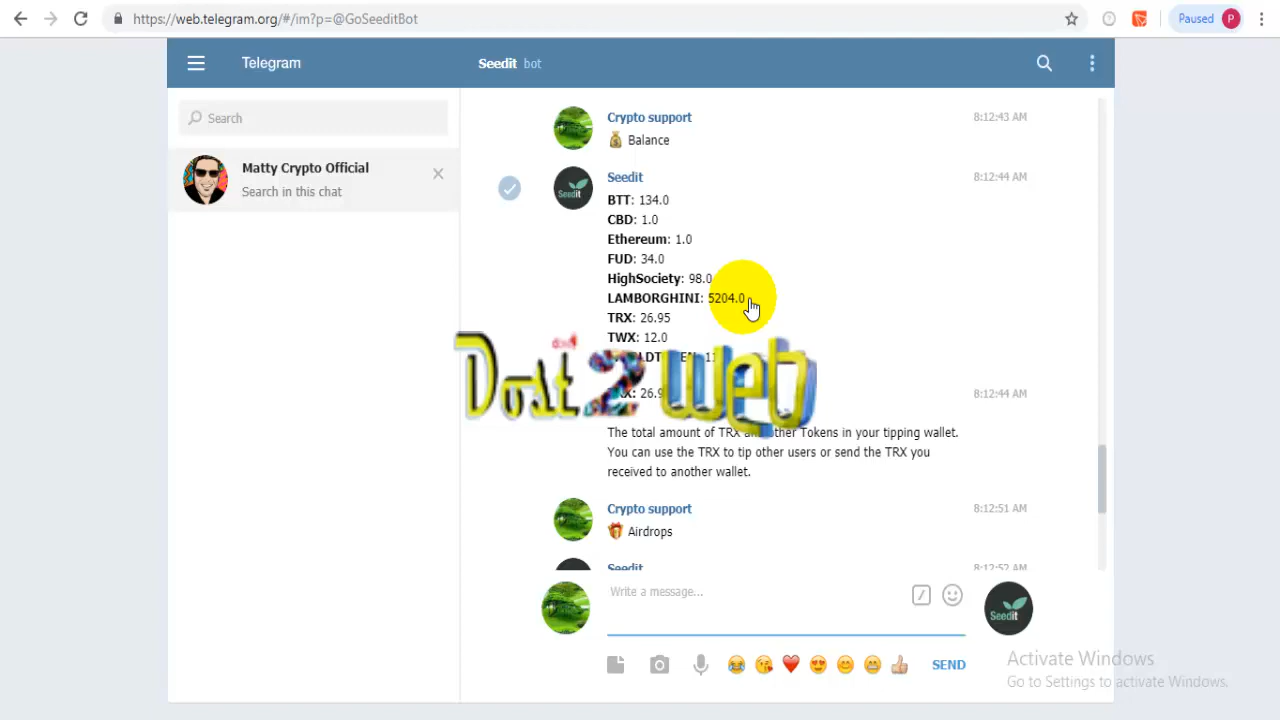 https://web.telegram.org/#/im?p=@GoSeeditBot
Paused P
Telegram
Seedit bot
Search
Matty Crypto Official
Search in this chat
Crypto support 8:12:43 AM
Balance
Seedit 8:12:44 AM
BTT: 134.0
CBD: 1.0
Ethereum: 1.0
FUD: 34.0
HighSociety: 98.0
LAMBORGHINI: 5204.0
TRX: 26.95
TWX: 12.0
Dost 2 Web
8:12:44 AM
The total amount of TRX and other Tokens in your tipping wallet.
You can use the TRX to tip other users or send the TRX you
received to another wallet.
Crypto support 8:12:51 AM
Airdrops
Seedit 8:12:52 AM
Write a message...
Seedit
SEND
Activate Windows
Go to Settings to activate Windows.